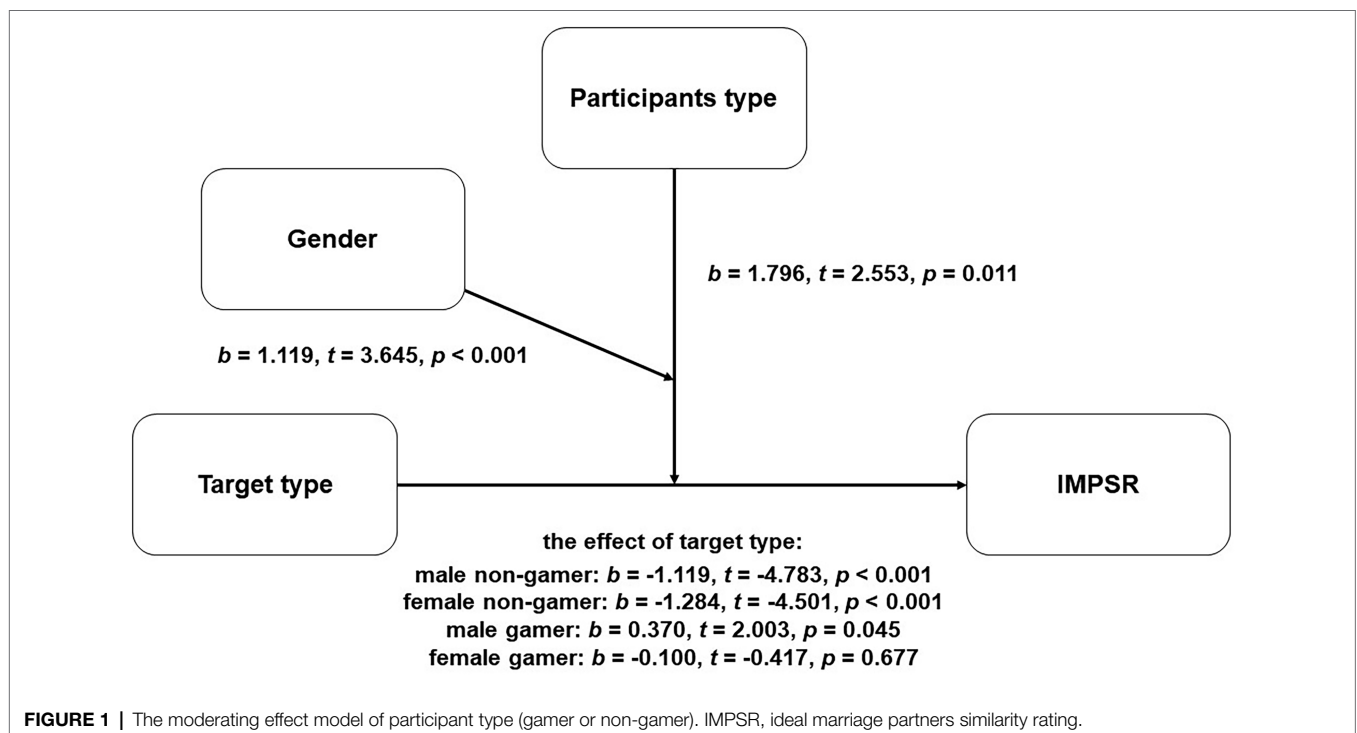 Participants type
Gender
b = 1.796, t = 2.553, p = 0.011
b = 1.119, t = 3.645, p < 0.001
Target type
IMPSR
the effect of target type:
male non-gamer: b = -1.119, t = -4.783, p < 0.001
female non-gamer: b = -1.284, t = -4.501, p < 0.001
male gamer: b = 0.370, t = 2.003, p = 0.045
female gamer: b = -0.100, t = -0.417, p = 0.677
FIGURE 1 | The moderating effect model of participant type (gamer or non-gamer). IMPSR, ideal marriage partners similarity rating.